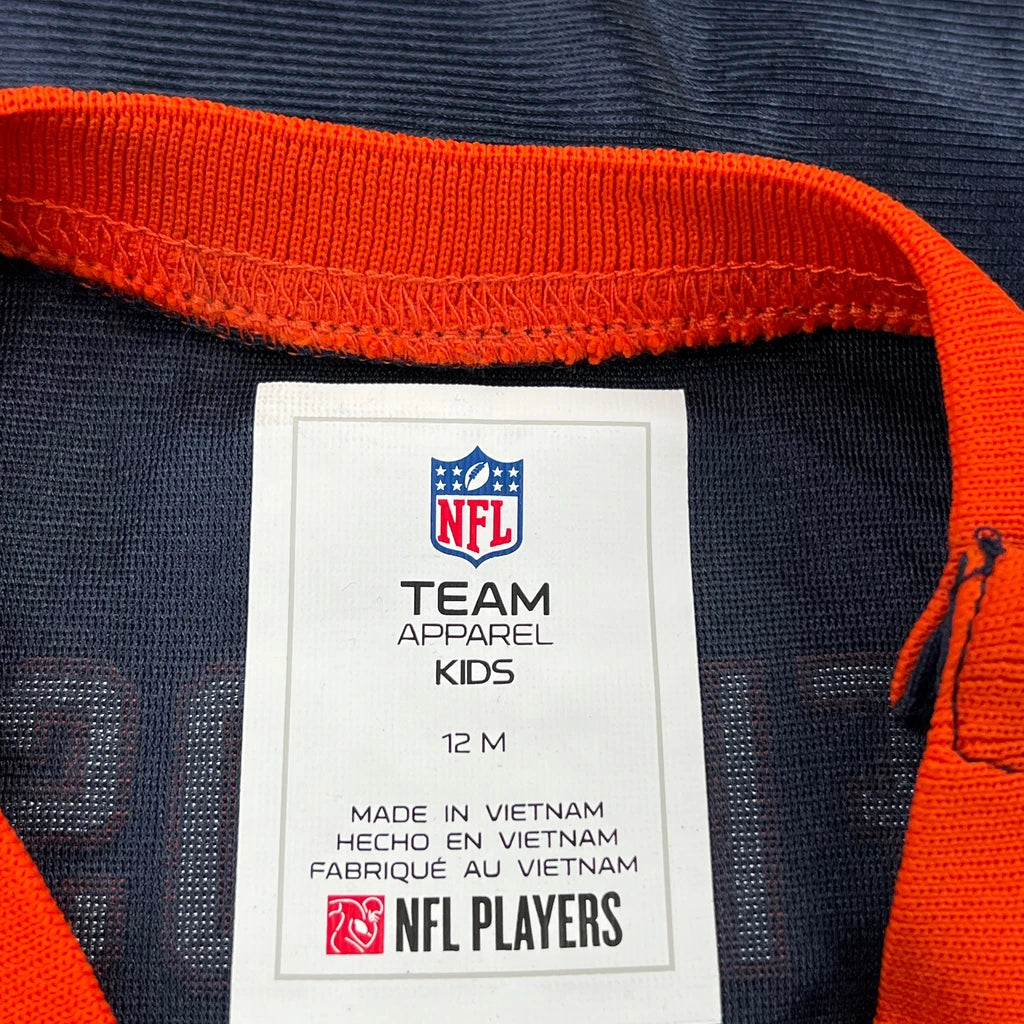 NFL
TEAM
APPAREL
KIDS
12 M
MADE IN VIETNAM
HECHO EN VIETNAM
FABRIQUÉ AU VIETNAM
NFL PLAYERS